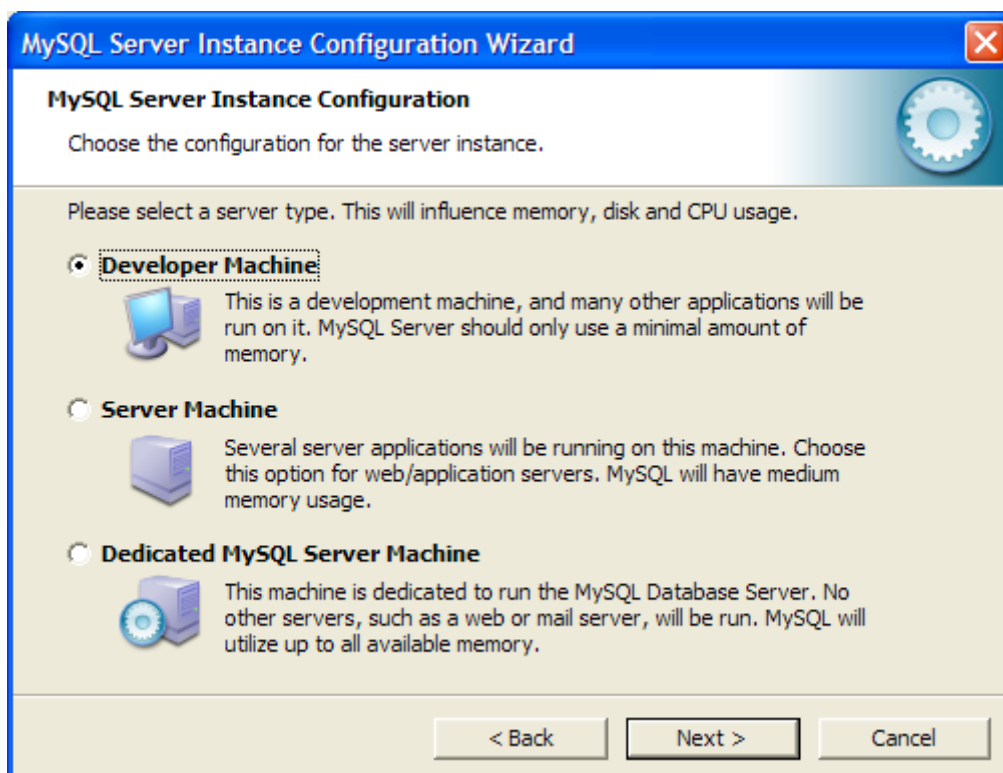 MySQL Server Instance Configuration Wizard
MySQL Server Instance Configuration
Choose the configuration for the server instance.
Please select a server type. This will influence memory, disk and CPU usage.
Developer Machine
This is a development machine, and many other applications will be
run on it. MySQL Server should only use a minimal amount of
memory.
Server Machine
Several server applications will be running on this machine. Choose
this option for web/application servers. MySQL will have medium
memory usage.
Dedicated MySQL Server Machine
This machine is dedicated to run the MySQL Database Server. No
other servers, such as a web or mail server, will be run. MySQL will
utilize up to all available memory.
< Back
Next >
Cancel